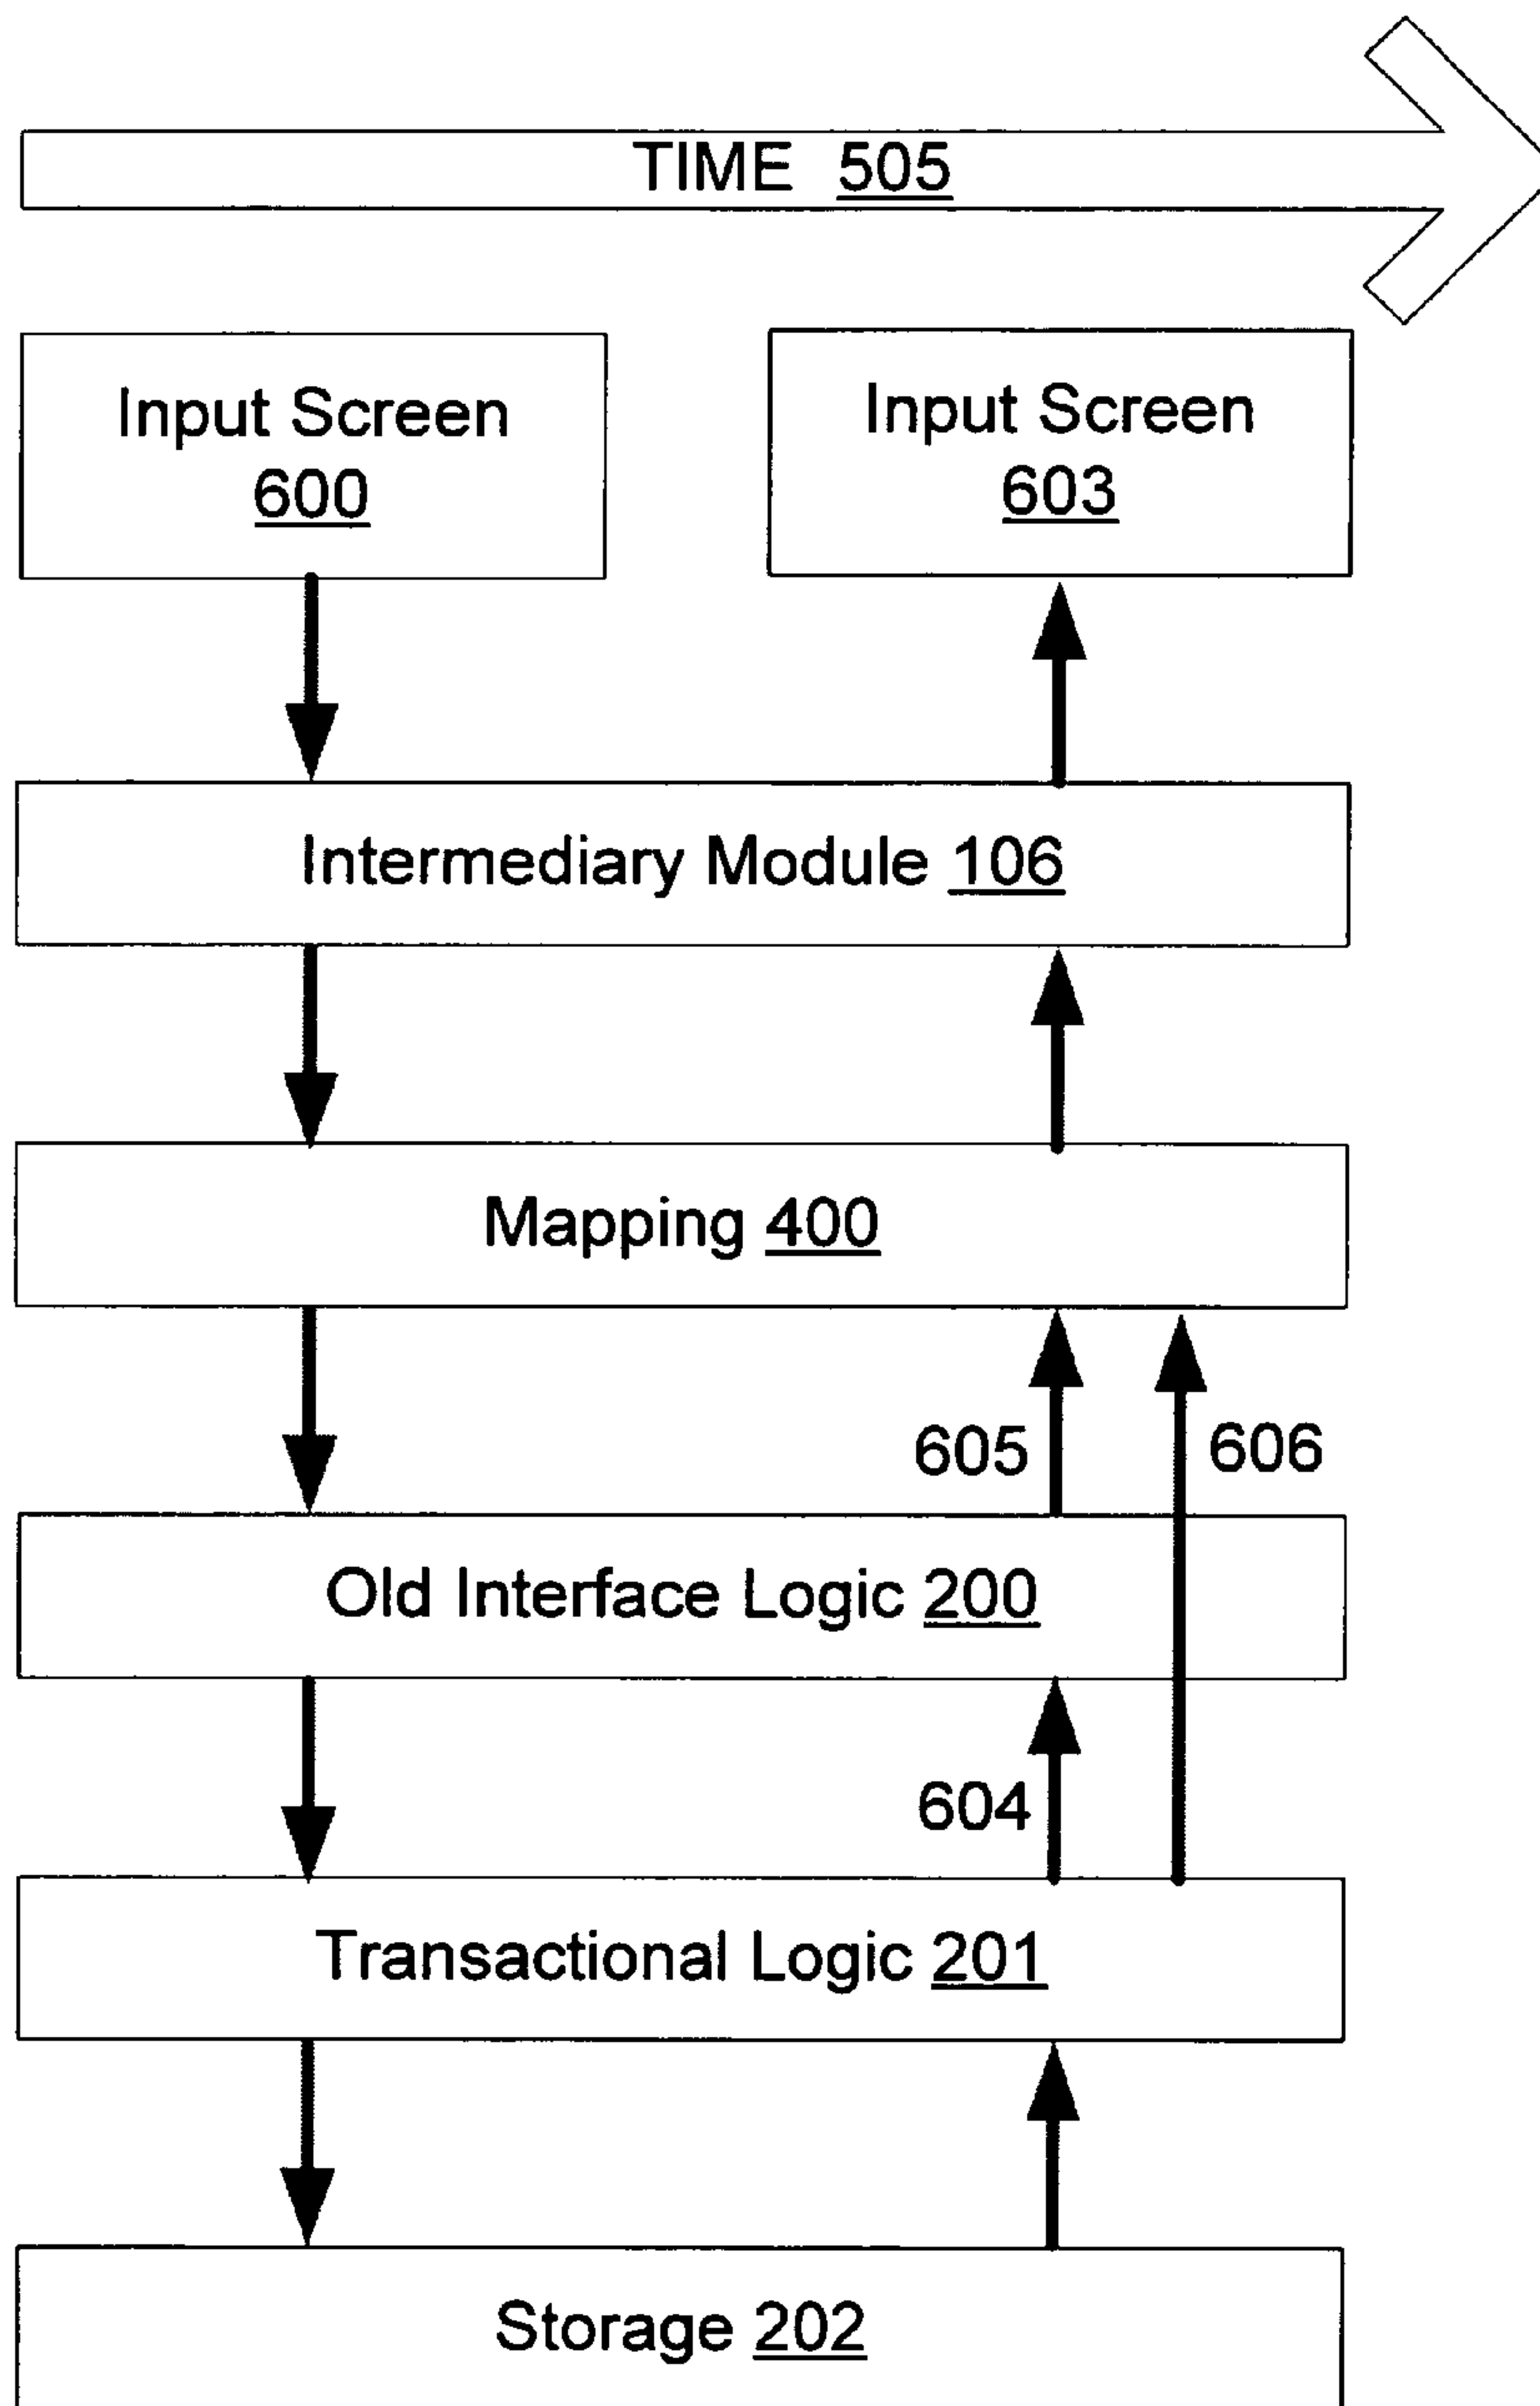 TIME 505
Input Screen
600
Input Screen
603
Intermediary Module 106
Mapping 400
605
606
Old Interface Logic 200
604
Transactional Logic 201
Storage 202